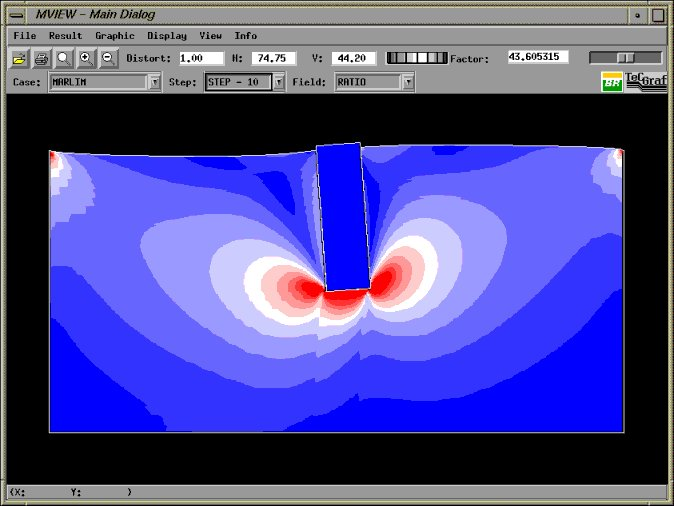 MVIEW - Main Dialog
File Result Graphic Display View Info
Distort: 1.00 H: 74.75 V: 44.20 Factor: 43.605315
Case: MARLIM Step: STEP - 10 Field: RATIO BR TeCGraf
(X: Y: )